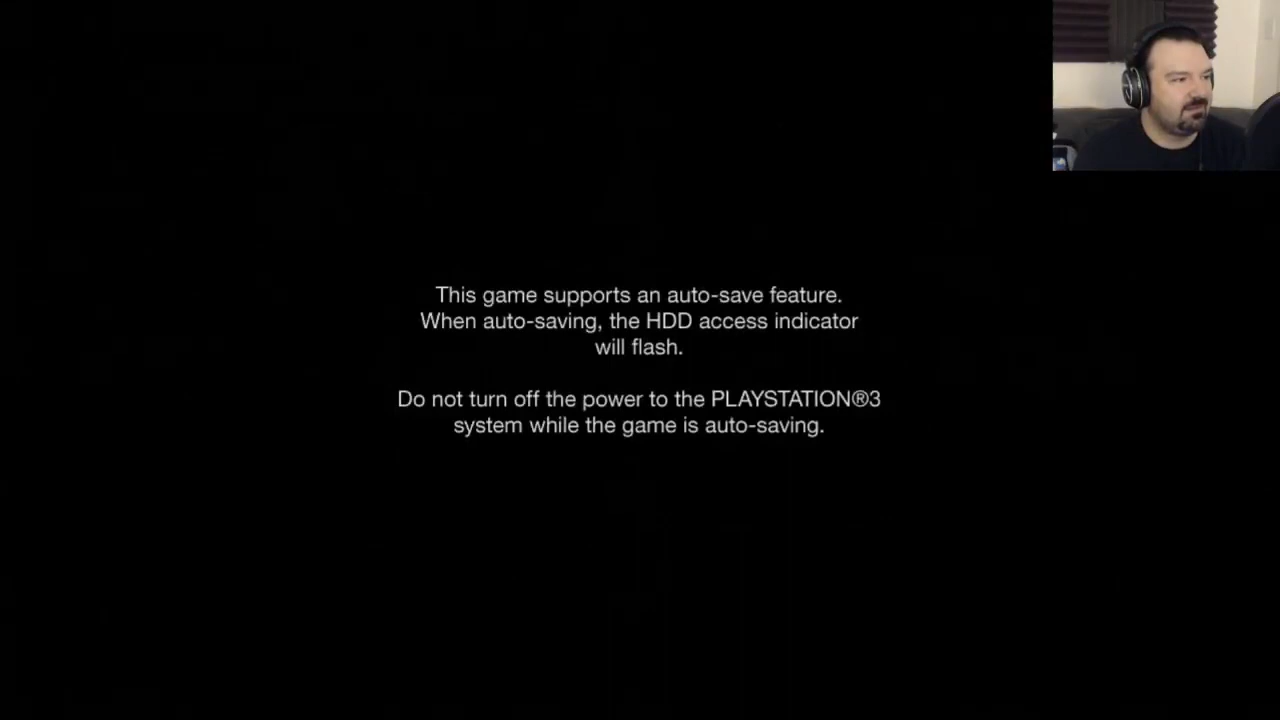 This game supports an auto-save feature.
When auto-saving, the HDD access indicator
will flash.
Do not turn off the power to the PLAYSTATION®3
system while the game is auto-saving.